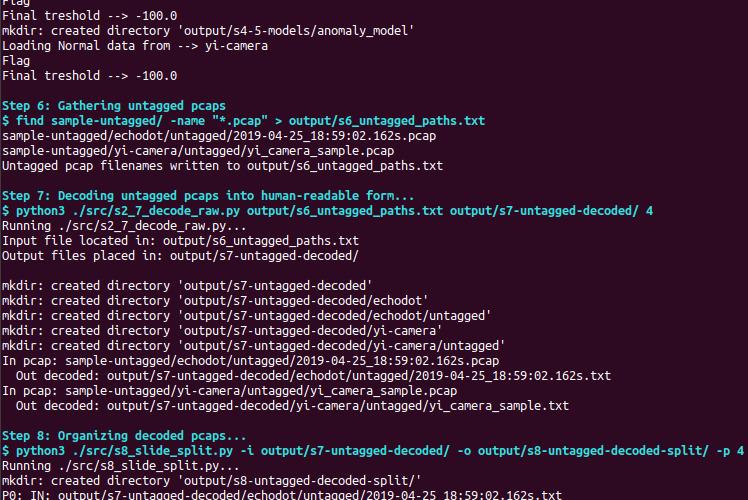 Flag
Final treshold --> -100.0
mkdir: created directory 'output/s4-5-models/anomaly_model'
Loading Normal data from --> yi-camera
Flag
Final treshold --> -100.0
Step 6: Gathering untagged pcaps
$ find sample-untagged/ -name "*.pcap" > output/s6_untagged_paths.txt
sample-untagged/echodot/untagged/2019-04-25_18:59:02.162s.pcap
sample-untagged/yi-camera/untagged/yi_camera_sample.pcap
Untagged pcap filenames written to output/s6_untagged_paths.txt
Step 7: Decoding untagged pcaps into human-readable form...
$ python3 ./src/s2_7_decode_raw.py output/s6_untagged_paths.txt output/s7-untagged-decoded/ 4
Running ./src/s2_7_decode_raw.py...
Input file located in: output/s6_untagged_paths.txt
Output files placed in: output/s7-untagged-decoded/
mkdir: created directory 'output/s7-untagged-decoded'
mkdir: created directory 'output/s7-untagged-decoded/echodot'
mkdir: created directory 'output/s7-untagged-decoded/echodot/untagged'
mkdir: created directory 'output/s7-untagged-decoded/yi-camera'
mkdir: created directory 'output/s7-untagged-decoded/yi-camera/untagged'
In pcap: sample-untagged/echodot/untagged/2019-04-25_18:59:02.162s.pcap
  Out decoded: output/s7-untagged-decoded/echodot/untagged/2019-04-25_18:59:02.162s.txt
In pcap: sample-untagged/yi-camera/untagged/yi_camera_sample.pcap
  Out decoded: output/s7-untagged-decoded/yi-camera/untagged/yi_camera_sample.txt
Step 8: Organizing decoded pcaps...
$ python3 ./src/s8_slide_split.py -i output/s7-untagged-decoded/ -o output/s8-untagged-decoded-split/ -p 4
Running ./src/s8_slide_split.py...
mkdir: created directory 'output/s8-untagged-decoded-split/'
P0: IN: output/s7-untagged-decoded/echodot/untagged/2019-04-25_18:59:02.162s.txt